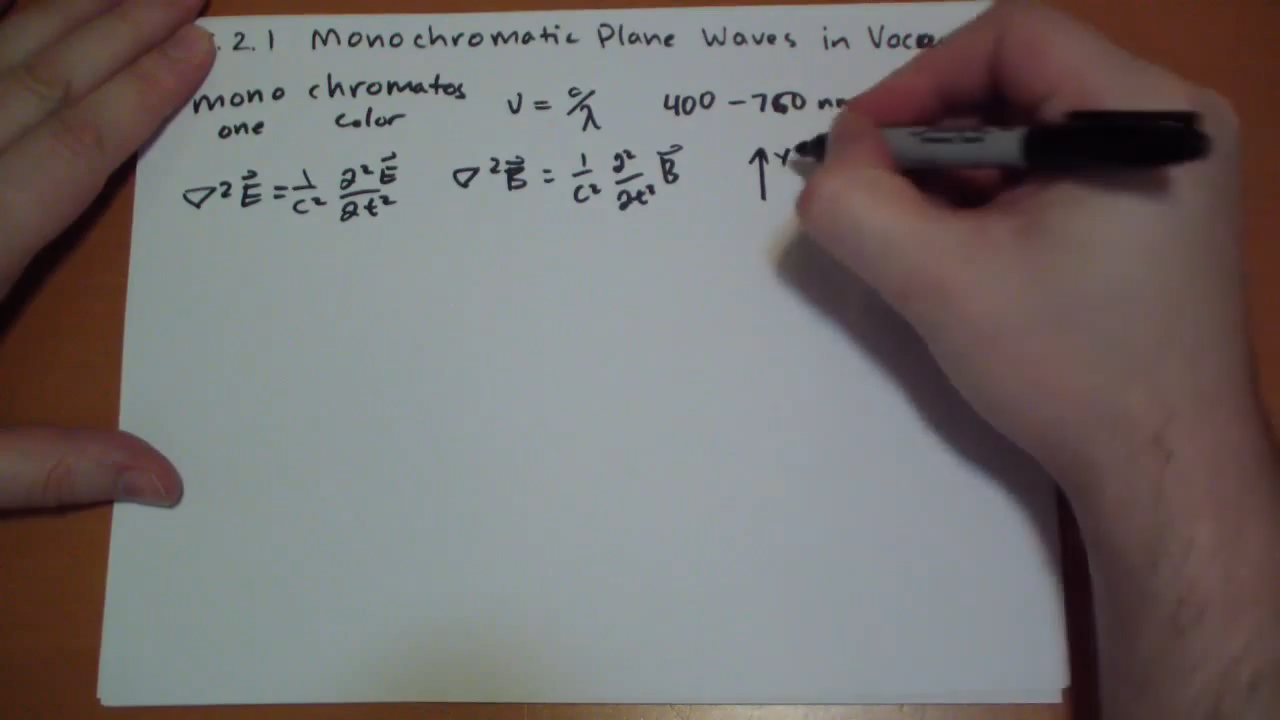 .2.1 Monochromatic Plane Waves in
mono chromatos ν = c/λ 400 - 760 nm
one color
∇²E⃗ = 1/c² ∂²E⃗/∂t² ∇²B⃗ = 1/c² ∂²/∂t² B⃗ ↑ Y